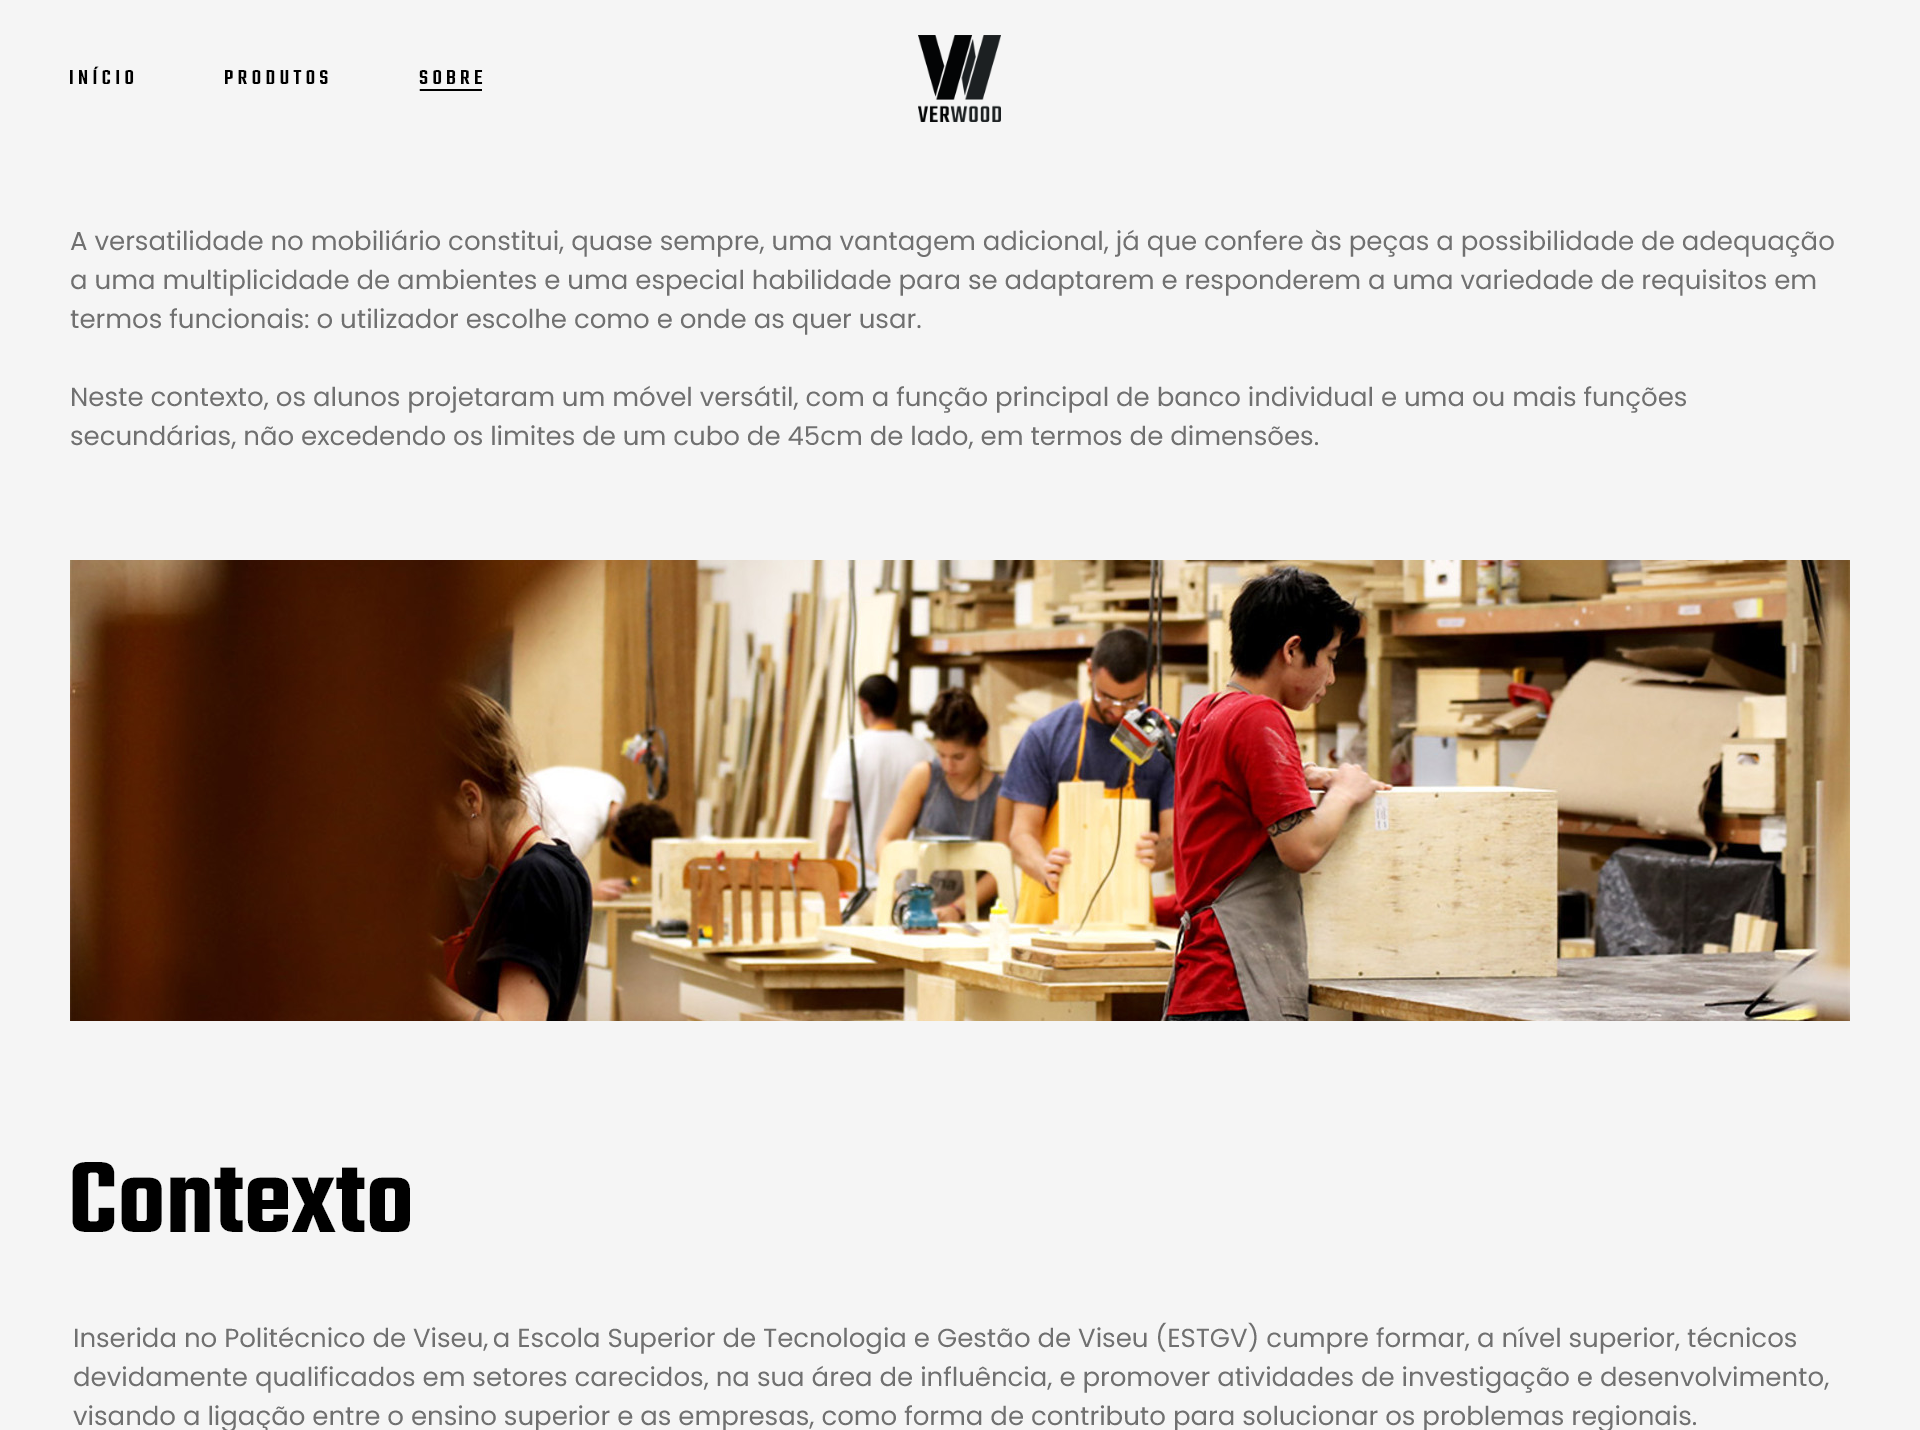 INÍCIO
PRODUTOS
SOBRE
VERWOOD
A versatilidade no mobiliário constitui, quase sempre, uma vantagem adicional, já que confere às peças a possibilidade de adequação
a uma multiplicidade de ambientes e uma especial habilidade para se adaptarem e responderem a uma variedade de requisitos em
termos funcionais: o utilizador escolhe como e onde as quer usar.
Neste contexto, os alunos projetaram um móvel versátil, com a função principal de banco individual e uma ou mais funções
secundárias, não excedendo os limites de um cubo de 45cm de lado, em termos de dimensões.
Contexto
Inserida no Politécnico de Viseu, a Escola Superior de Tecnologia e Gestão de Viseu (ESTGV) cumpre formar, a nível superior, técnicos
devidamente qualificados em setores carecidos, na sua área de influência, e promover atividades de investigação e desenvolvimento,
visando a ligação entre o ensino superior e as empresas, como forma de contributo para solucionar os problemas regionais.